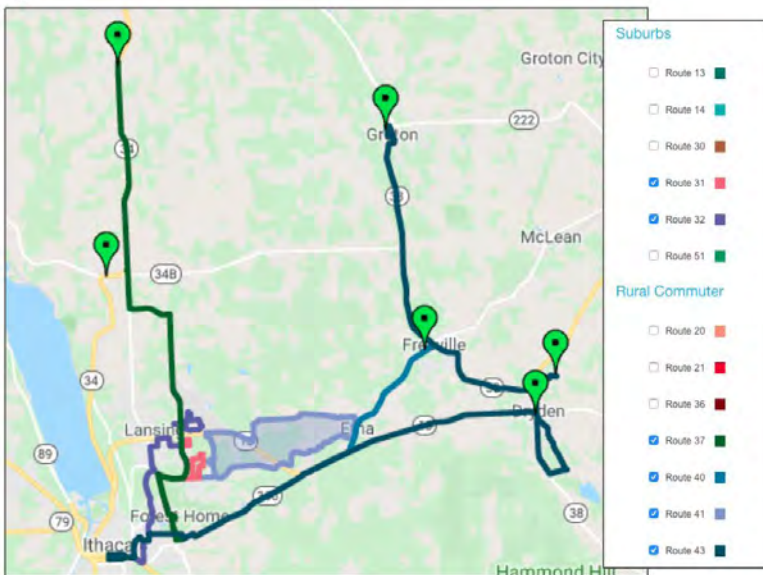 Groton City
34
Groton
222
38
McLean
34B
Freeville
34
38
Dryden
Lansing
13
Etna
13
89
366
79
Forest Home
Ithaca
38
Hammond Hill
Suburbs
Route 13
Route 14
Route 30
Route 31
Route 32
Route 51
Rural Commuter
Route 20
Route 21
Route 36
Route 37
Route 40
Route 41
Route 43